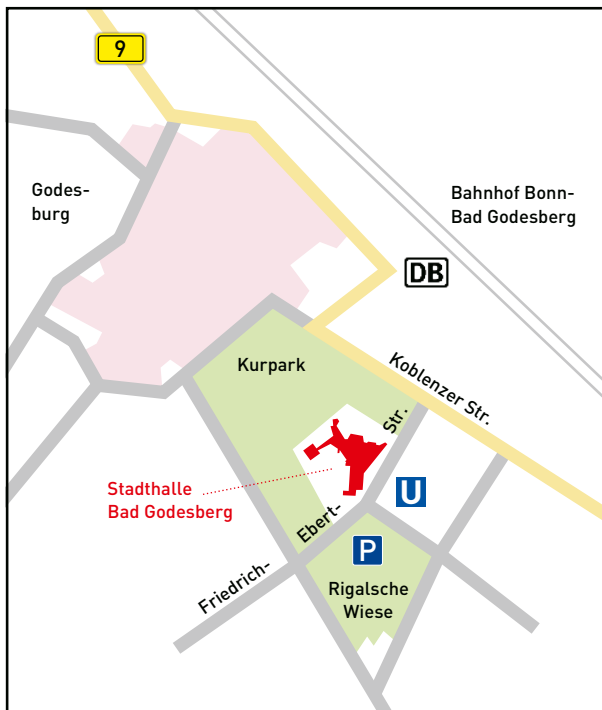 9
Godes-
burg
Bahnhof Bonn-
Bad Godesberg
DB
Kurpark
Koblenzer Str.
Stadthalle
Bad Godesberg
Friedrich-
Ebert-
Str.
U
P
Rigalsche
Wiese